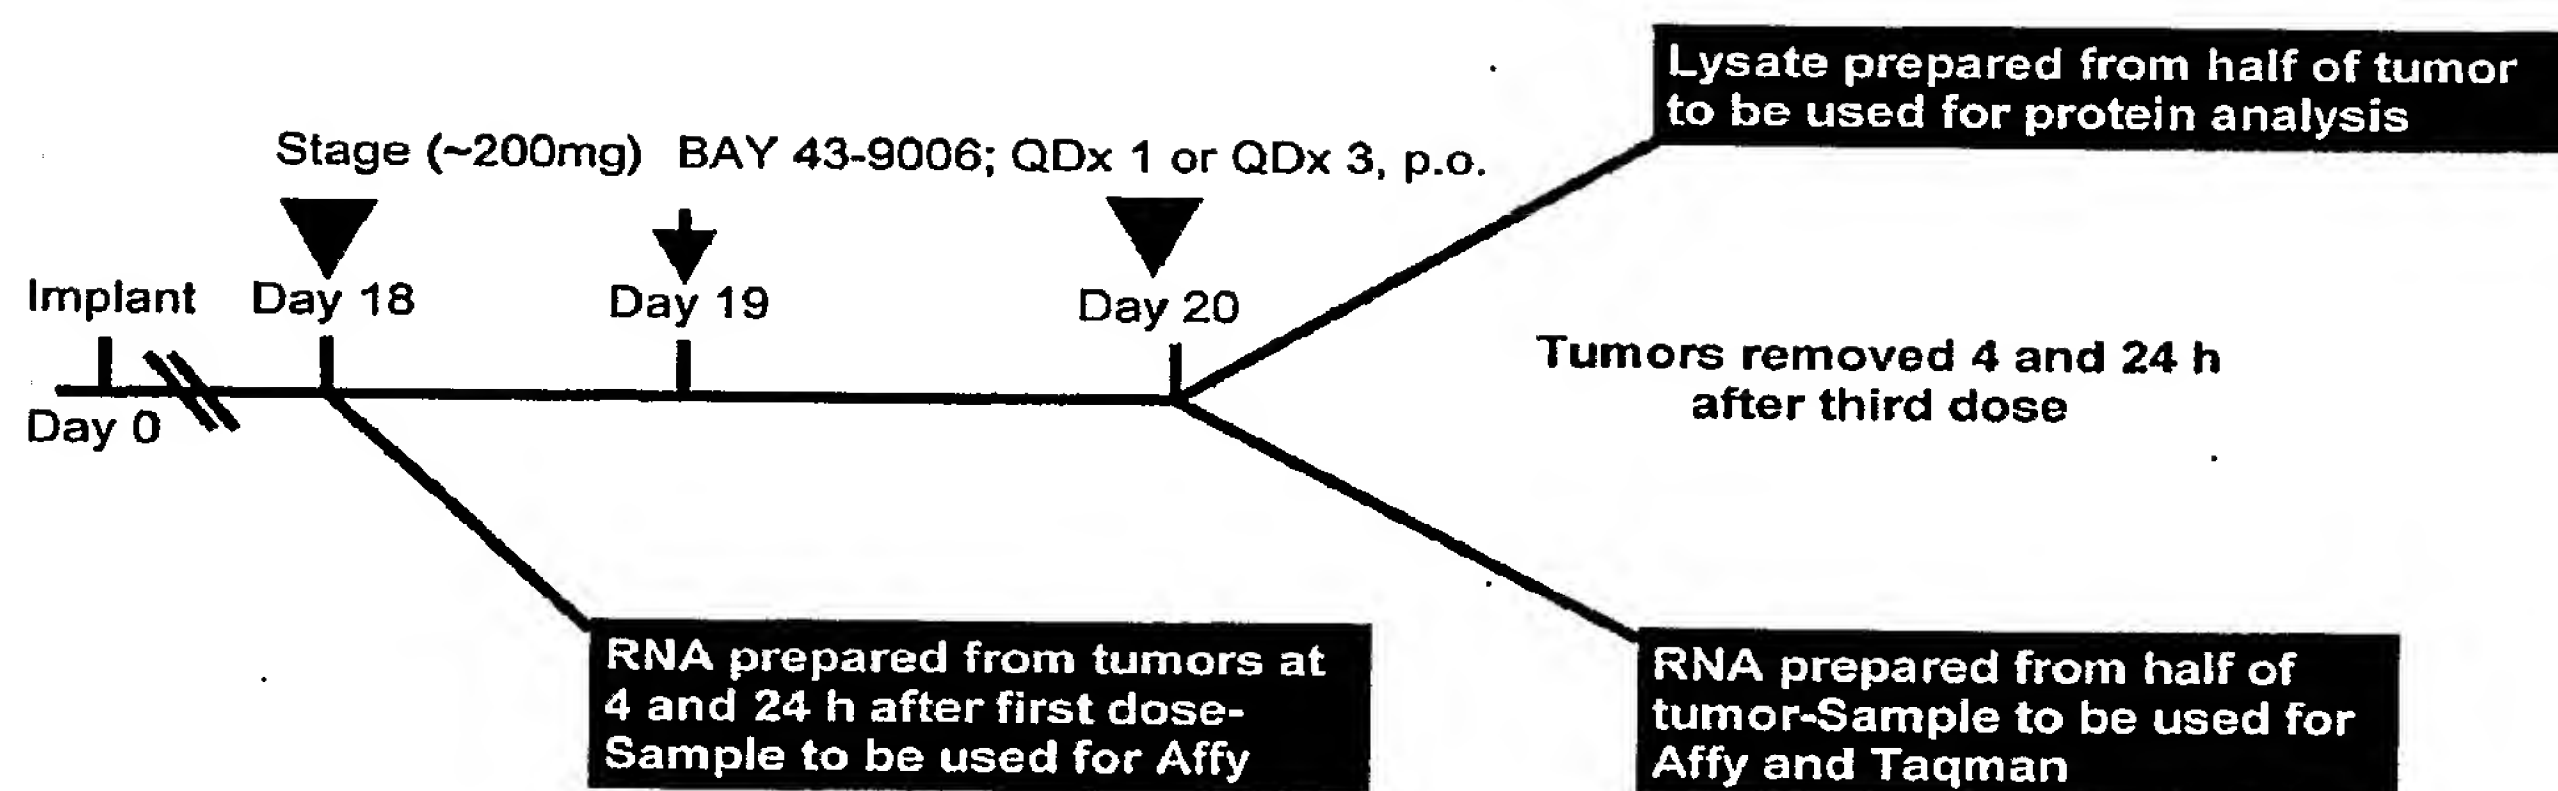 Lysate prepared from half of tumor
to be used for protein analysis
Stage (~200mg) BAY 43-9006; QDx 1 or QDx 3, p.o.
Implant Day 18 Day 19 Day 20
Day 0
Tumors removed 4 and 24 h
after third dose
RNA prepared from tumors at
4 and 24 h after first dose-
Sample to be used for Affy
RNA prepared from half of
tumor-Sample to be used for
Affy and Taqman